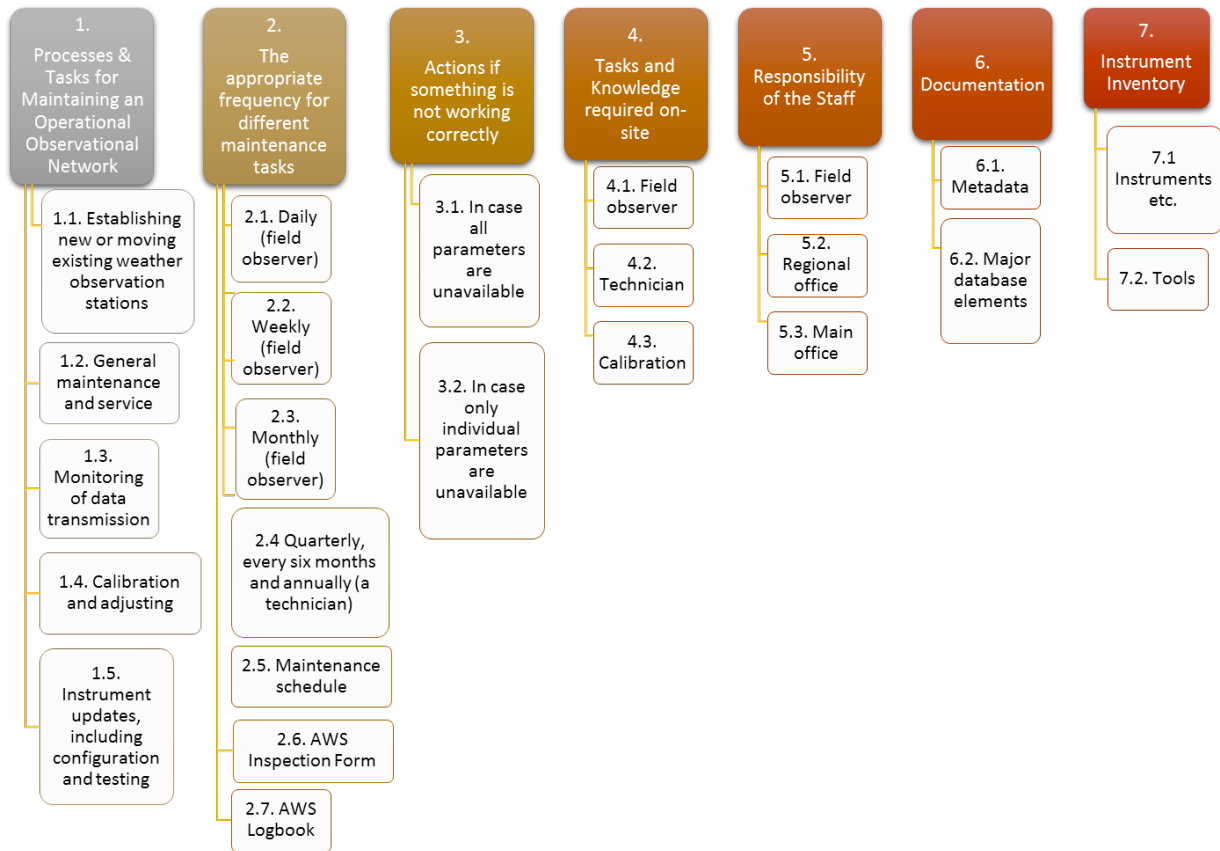 1.
Processes &
Tasks for
Maintaining an
Operational
Observational
Network
1.1. Establishing
new or moving
existing weather
observation
stations
1.2. General
maintenance
and service
1.3.
Monitoring
of data
transmission
1.4. Calibration
and adjusting
1.5.
Instrument
updates,
including
configuration
and testing
2.
The
appropriate
frequency for
different
maintenance
tasks
2.1. Daily
(field
observer)
2.2.
Weekly
(field
observer)
2.3.
Monthly
(field
observer)
2.4 Quarterly,
every six
months
and annually (a
technician)
2.5. Maintenance
schedule
2.6. AWS
Inspection Form
2.7. AWS
Logbook
3.
Actions if
something is
not working
correctly
3.1. In case
all
parameters
are
unavailable
3.2. In case
only
individual
parameters
are
unavailable
4.
Tasks and
Knowledge
required on-
site
4.1. Field
observer
4.2.
Technician
4.3.
Calibration
5.
Responsibility
of the Staff
5.1. Field
observer
5.2.
Regional
office
5.3. Main
office
6.
Documentation
6.1.
Metadata
6.2. Major
database
elements
7.
Instrument
Inventory
7.1
Instruments
etc.
7.2. Tools